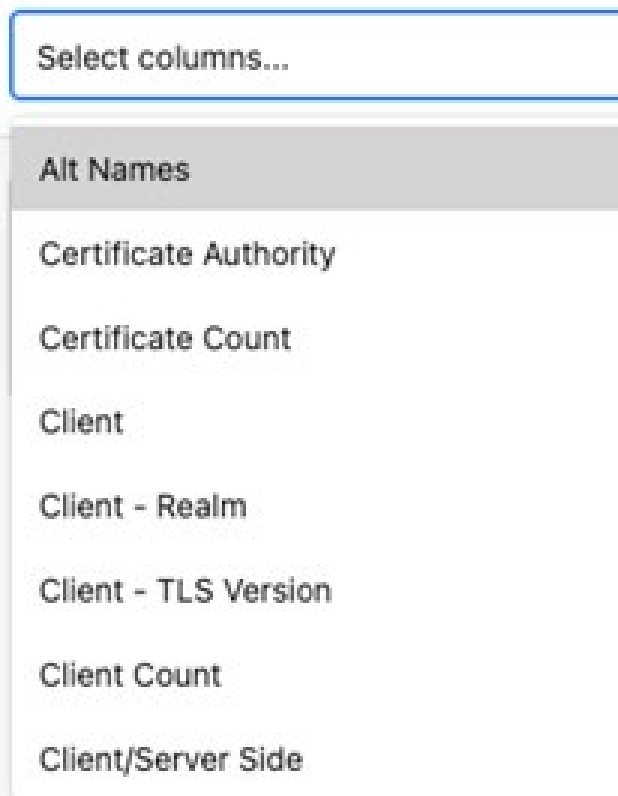 Select columns...
Alt Names
Certificate Authority
Certificate Count
Client
Client - Realm
Client - TLS Version
Client Count
Client/Server Side